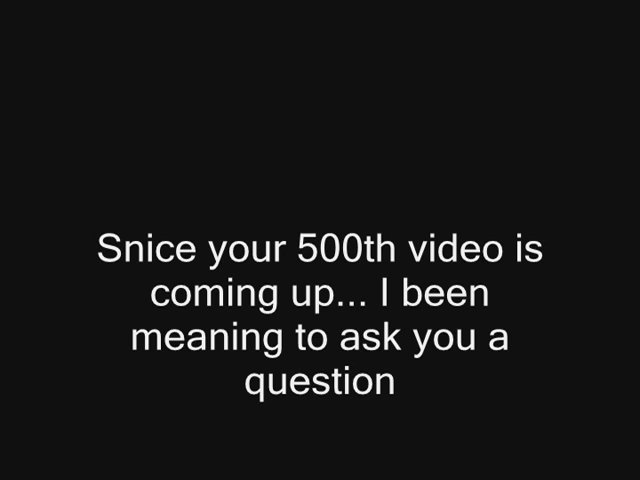 Snice your 500th video is
coming up... I been
meaning to ask you a
question